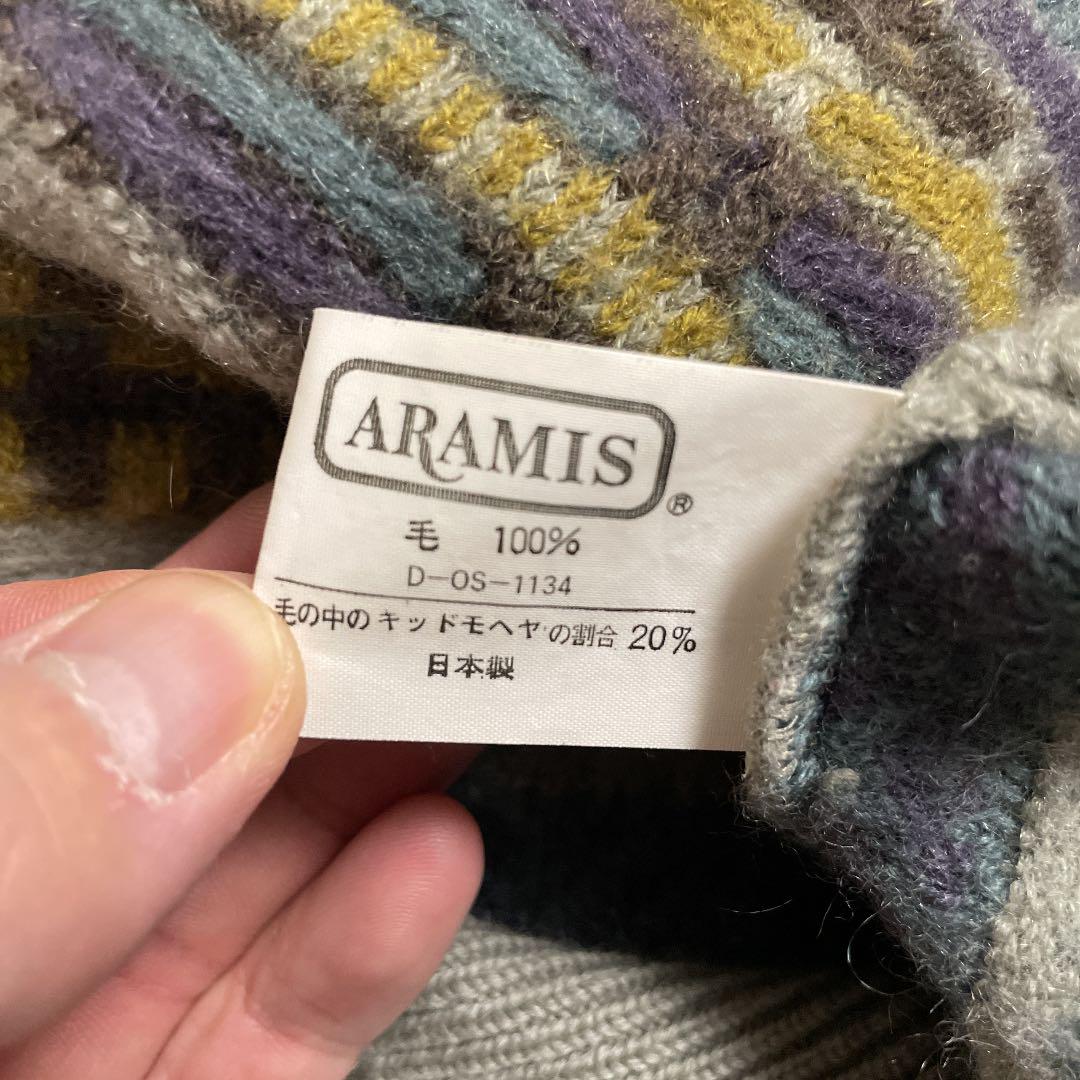 ARAMIS
®
毛 100%
D-OS-1134
毛の中のキッドモヘヤの割合 20%
日本製